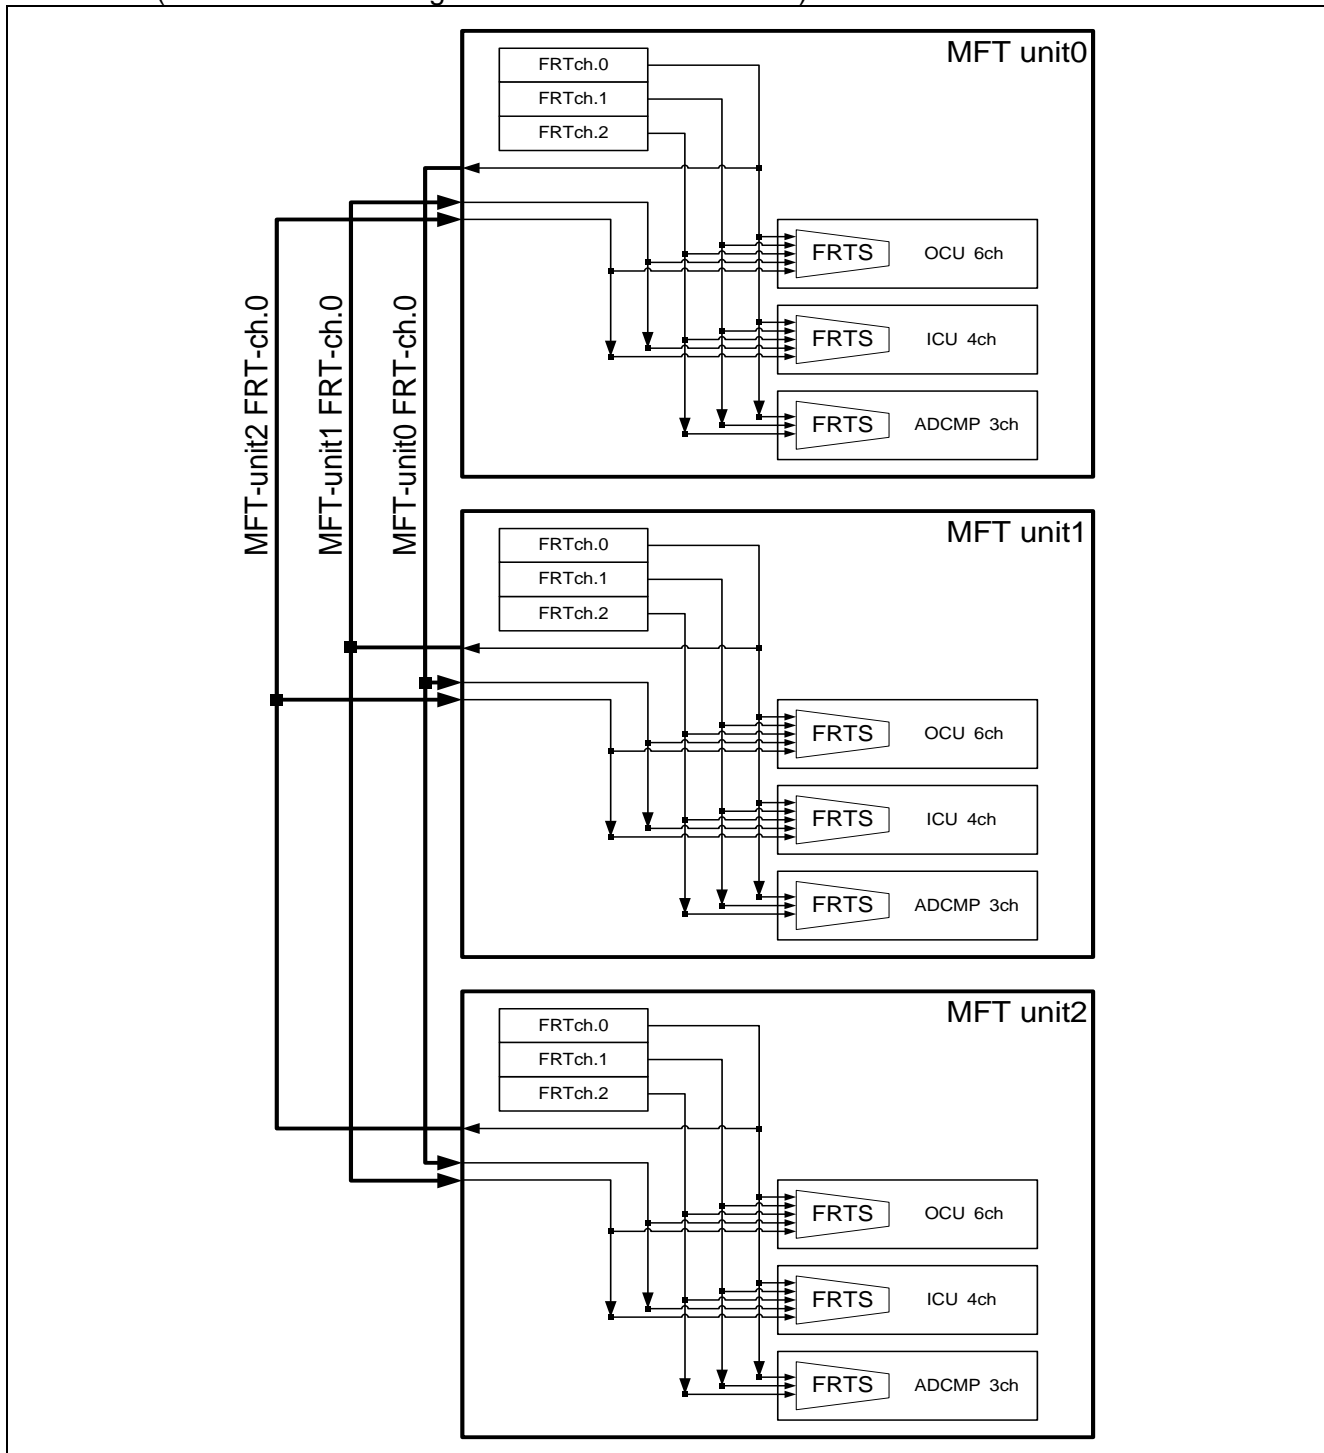 MFT unit0
FRTch.0
FRTch.1
FRTch.2
FRTS OCU 6ch
FRTS ICU 4ch
FRTS ADCMP 3ch
MFT-unit2 FRT-ch.0
MFT-unit1 FRT-ch.0
MFT-unit0 FRT-ch.0
MFT unit1
FRTch.0
FRTch.1
FRTch.2
FRTS OCU 6ch
FRTS ICU 4ch
FRTS ADCMP 3ch
MFT unit2
FRTch.0
FRTch.1
FRTch.2
FRTS OCU 6ch
FRTS ICU 4ch
FRTS ADCMP 3ch